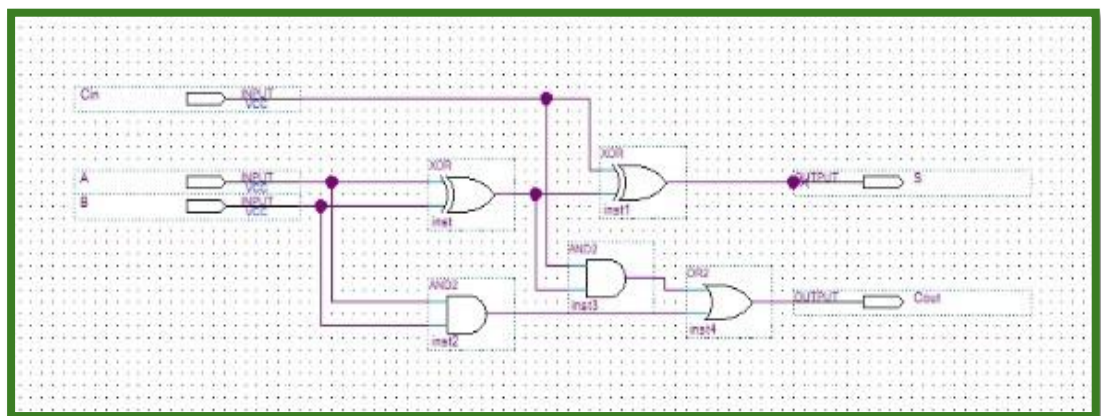 Cin INPUT VCC
XOR
A INPUT VCC
XOR
OUTPUT S
B INPUT VCC
inst
inst1
AND2
AND2
OR2
OUTPUT Cout
inst3
inst2
inst4